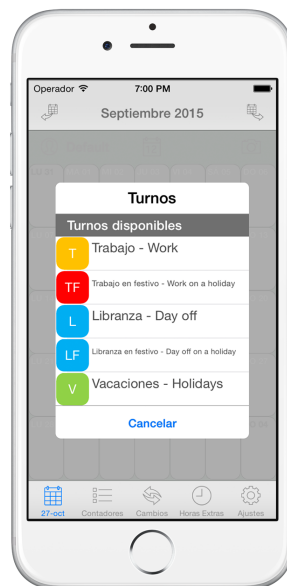 Operador 7:00 PM
Septiembre 2015
Turnos
Turnos disponibles
T Trabajo - Work
TF Trabajo en festivo - Work on a holiday
L Libranza - Day off
LF Libranza en festivo - Day off on a holiday
V Vacaciones - Holidays
Cancelar
27-oct Contadores Cambios Horas Extras Ajustes